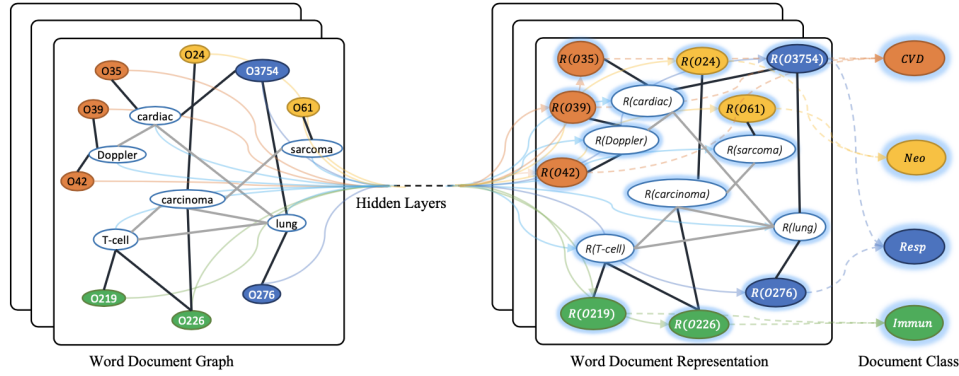 O24
O35
O3754
O61
O39
cardiac
sarcoma
Doppler
O42
carcinoma
lung
T-cell
O219
O276
O226
Word Document Graph
Hidden Layers
R(O35)
R(O24)
R(O3754)
R(cardiac)
R(O39)
R(O61)
R(Doppler)
R(sarcoma)
R(O42)
R(carcinoma)
R(lung)
R(T-cell)
R(O276)
R(O219)
R(O226)
Word Document Representation
CVD
Neo
Resp
Immun
Document Class